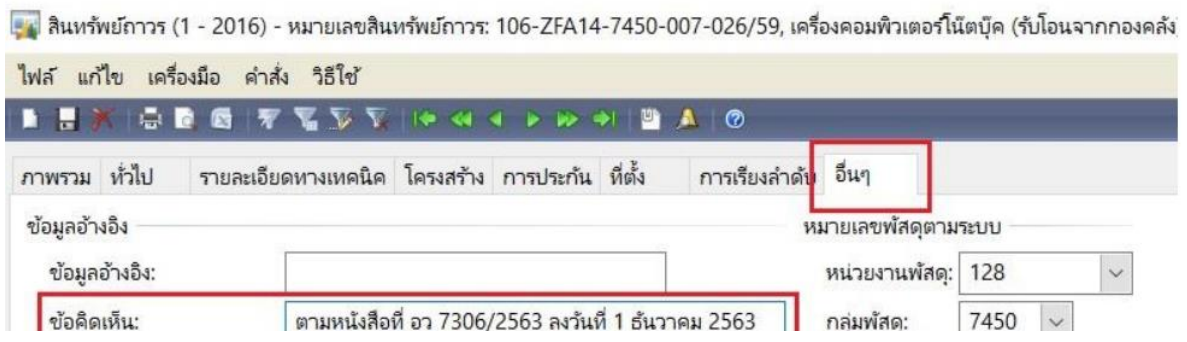 สินทรัพย์ถาวร (1 - 2016) - หมายเลขสินทรัพย์ถาวร: 106-ZFA14-7450-007-026/59, เครื่องคอมพิวเตอร์โน๊ตบุ๊ค (รับโอนจากกองคลัง
ไฟล์ แก้ไข เครื่องมือ คำสั่ง วิธีใช้
ภาพรวม ทั่วไป รายละเอียดทางเทคนิค โครงสร้าง การประกัน ที่ตั้ง การเรียงลำดับ อื่นๆ
ข้อมูลอ้างอิง หมายเลขพัสดุตามระบบ
ข้อมูลอ้างอิง: หน่วยงานพัสดุ: 128
ข้อคิดเห็น: ตามหนังสือที่ อว 7306/2563 ลงวันที่ 1 ธันวาคม 2563 กลุ่มพัสดุ: 7450